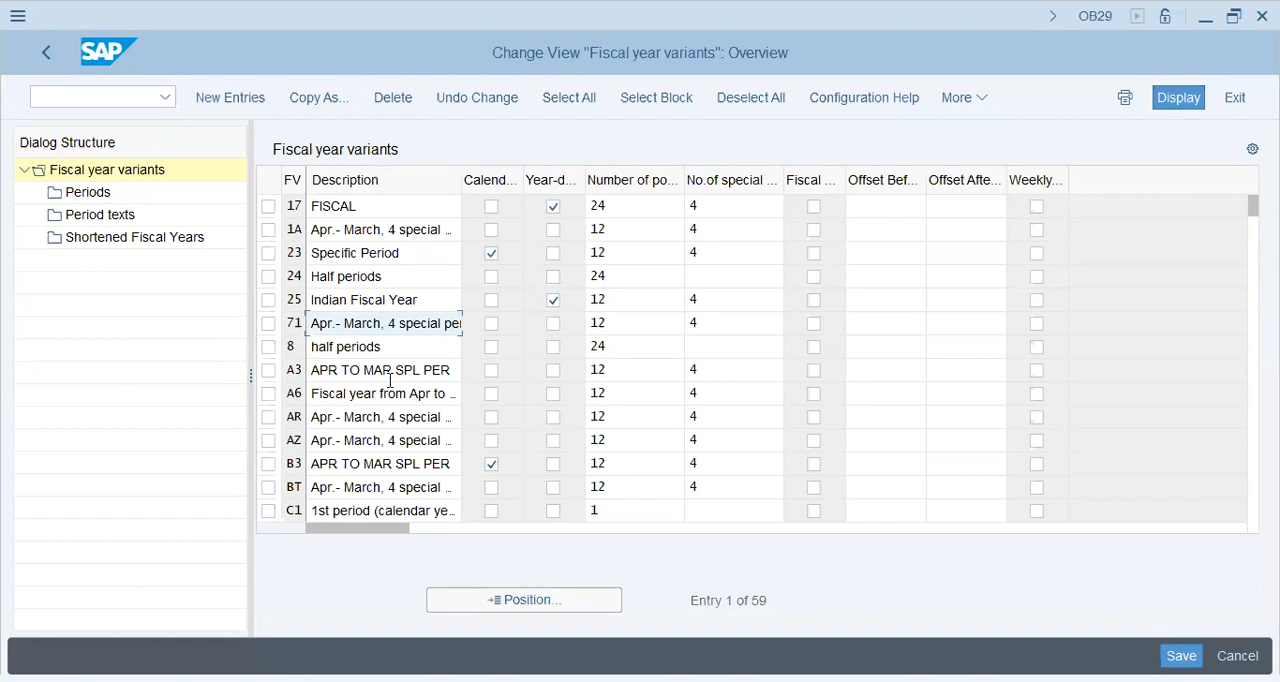 OB29
SAP
Change View "Fiscal year variants": Overview
New Entries Copy As... Delete Undo Change Select All Select Block Deselect All Configuration Help More Display Exit
Dialog Structure
Fiscal year variants
Periods
Period texts
Shortened Fiscal Years
Fiscal year variants
FV Description Calend... Year-d... Number of po... No.of special ... Fiscal ... Offset Bef... Offset Afte... Weekly...
17 FISCAL 24 4
1A Apr.- March, 4 special ... 12 4
23 Specific Period 12 4
24 Half periods 24
25 Indian Fiscal Year 12 4
71 Apr.- March, 4 special per 12 4
8 half periods 24
A3 APR TO MAR SPL PER 12 4
A6 Fiscal year from Apr to ... 12 4
AR Apr.- March, 4 special ... 12 4
AZ Apr.- March, 4 special ... 12 4
B3 APR TO MAR SPL PER 12 4
BT Apr.- March, 4 special ... 12 4
C1 1st period (calendar ye... 1
Position...
Entry 1 of 59
Save Cancel